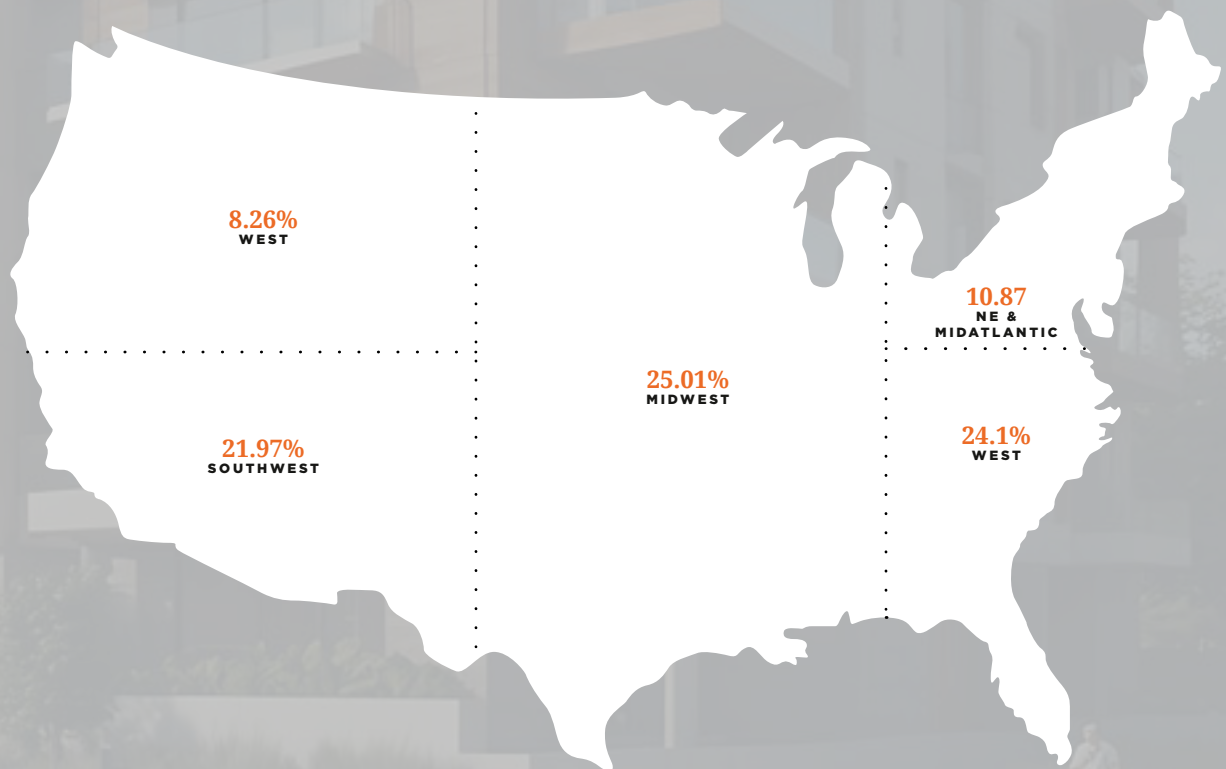 8.26%
WEST
10.87
NE &
MIDATLANTIC
25.01%
MIDWEST
24.1%
WEST
21.97%
SOUTHWEST